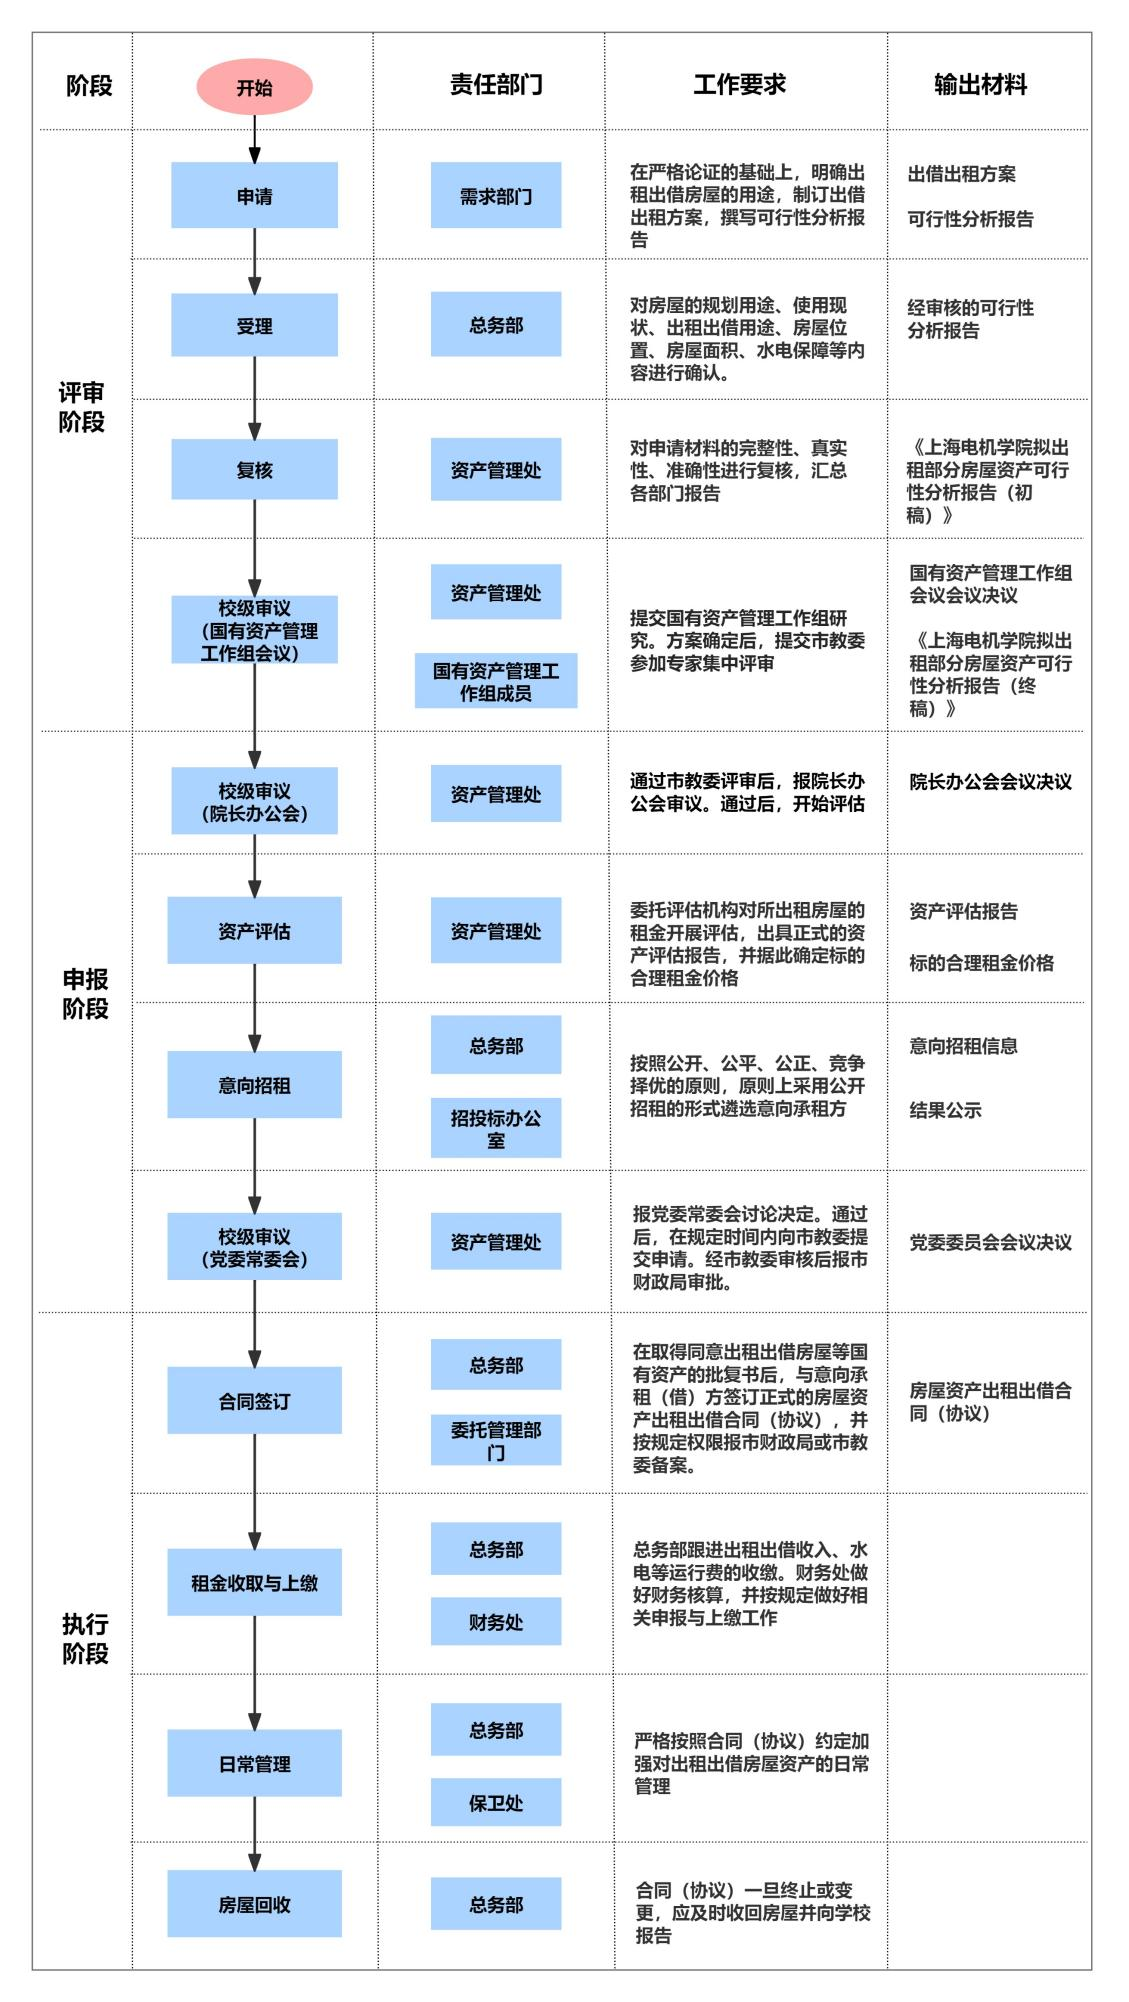 阶段
开始
责任部门
工作要求
输出材料
评审
阶段
申请
需求部门
在严格论证的基础上，明确出
租出借房屋的用途，制订出借
出租方案，撰写可行性分析报
告
出借出租方案
可行性分析报告
受理
总务部
对房屋的规划用途、使用现
状、出租出借用途、房屋位
置、房屋面积、水电保障等内
容进行确认。
经审核的可行性
分析报告
复核
资产管理处
对申请材料的完整性、真实
性、准确性进行复核，汇总
各部门报告
《上海电机学院拟出
租部分房屋资产可行
性分析报告（初
稿）》
校级审议
（国有资产管理
工作组会议）
资产管理处
国有资产管理工
作组成员
提交国有资产管理工作组研
究。方案确定后，提交市教委
参加专家集中评审
国有资产管理工作组
会议会议决议
《上海电机学院拟出
租部分房屋资产可行
性分析报告（终
稿）》
申报
阶段
校级审议
（院长办公会）
资产管理处
通过市教委评审后，报院长办
公会审议。通过后，开始评估
院长办公会会议决议
资产评估
资产管理处
委托评估机构对所出租房屋的
租金开展评估，出具正式的资
产评估报告，并据此确定标的
合理租金价格
资产评估报告
标的合理租金价格
意向招租
总务部
招投标办公
室
按照公开、公平、公正、竞争
择优的原则，原则上采用公开
招租的形式遴选意向承租方
意向招租信息
结果公示
校级审议
（党委常委会）
资产管理处
报党委常委会讨论决定。通过
后，在规定时间内向市教委提
交申请。经市教委审核后报市
财政局审批。
党委委员会会议决议
执行
阶段
合同签订
总务部
委托管理部
门
在取得同意出租出借房屋等国
有资产的批复书后，与意向承
租（借）方签订正式的房屋资
产出租出借合同（协议），并
按规定权限报市财政局或市教
委备案。
房屋资产出租出借合
同（协议）
租金收取与上缴
总务部
财务处
总务部跟进出租出借收入、水
电等运行费的收缴。财务处做
好财务核算，并按规定做好相
关申报与上缴工作
日常管理
总务部
保卫处
严格按照合同（协议）约定加
强对出租出借房屋资产的日常
管理
房屋回收
总务部
合同（协议）一旦终止或变
更，应及时收回房屋并向学校
报告